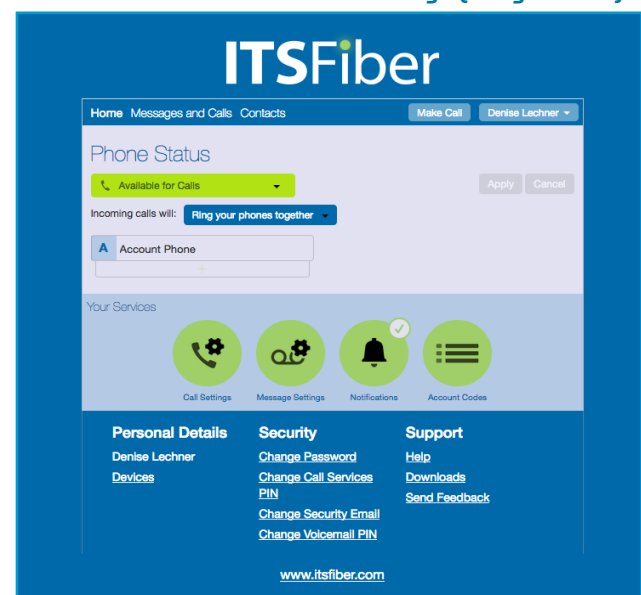 ITSFiber
Home Messages and Calls Contacts Make Call Denise Lechner
Phone Status
Available for Calls Apply Cancel
Incoming calls will: Ring your phones together
A Account Phone
Your Services
Call Settings Message Settings Notifications Account Codes
Personal Details Security Support
Denise Lechner Change Password Help
Devices Change Call Services PIN Downloads
Change Security Email Send Feedback
Change Voicemail PIN
www.itsfiber.com